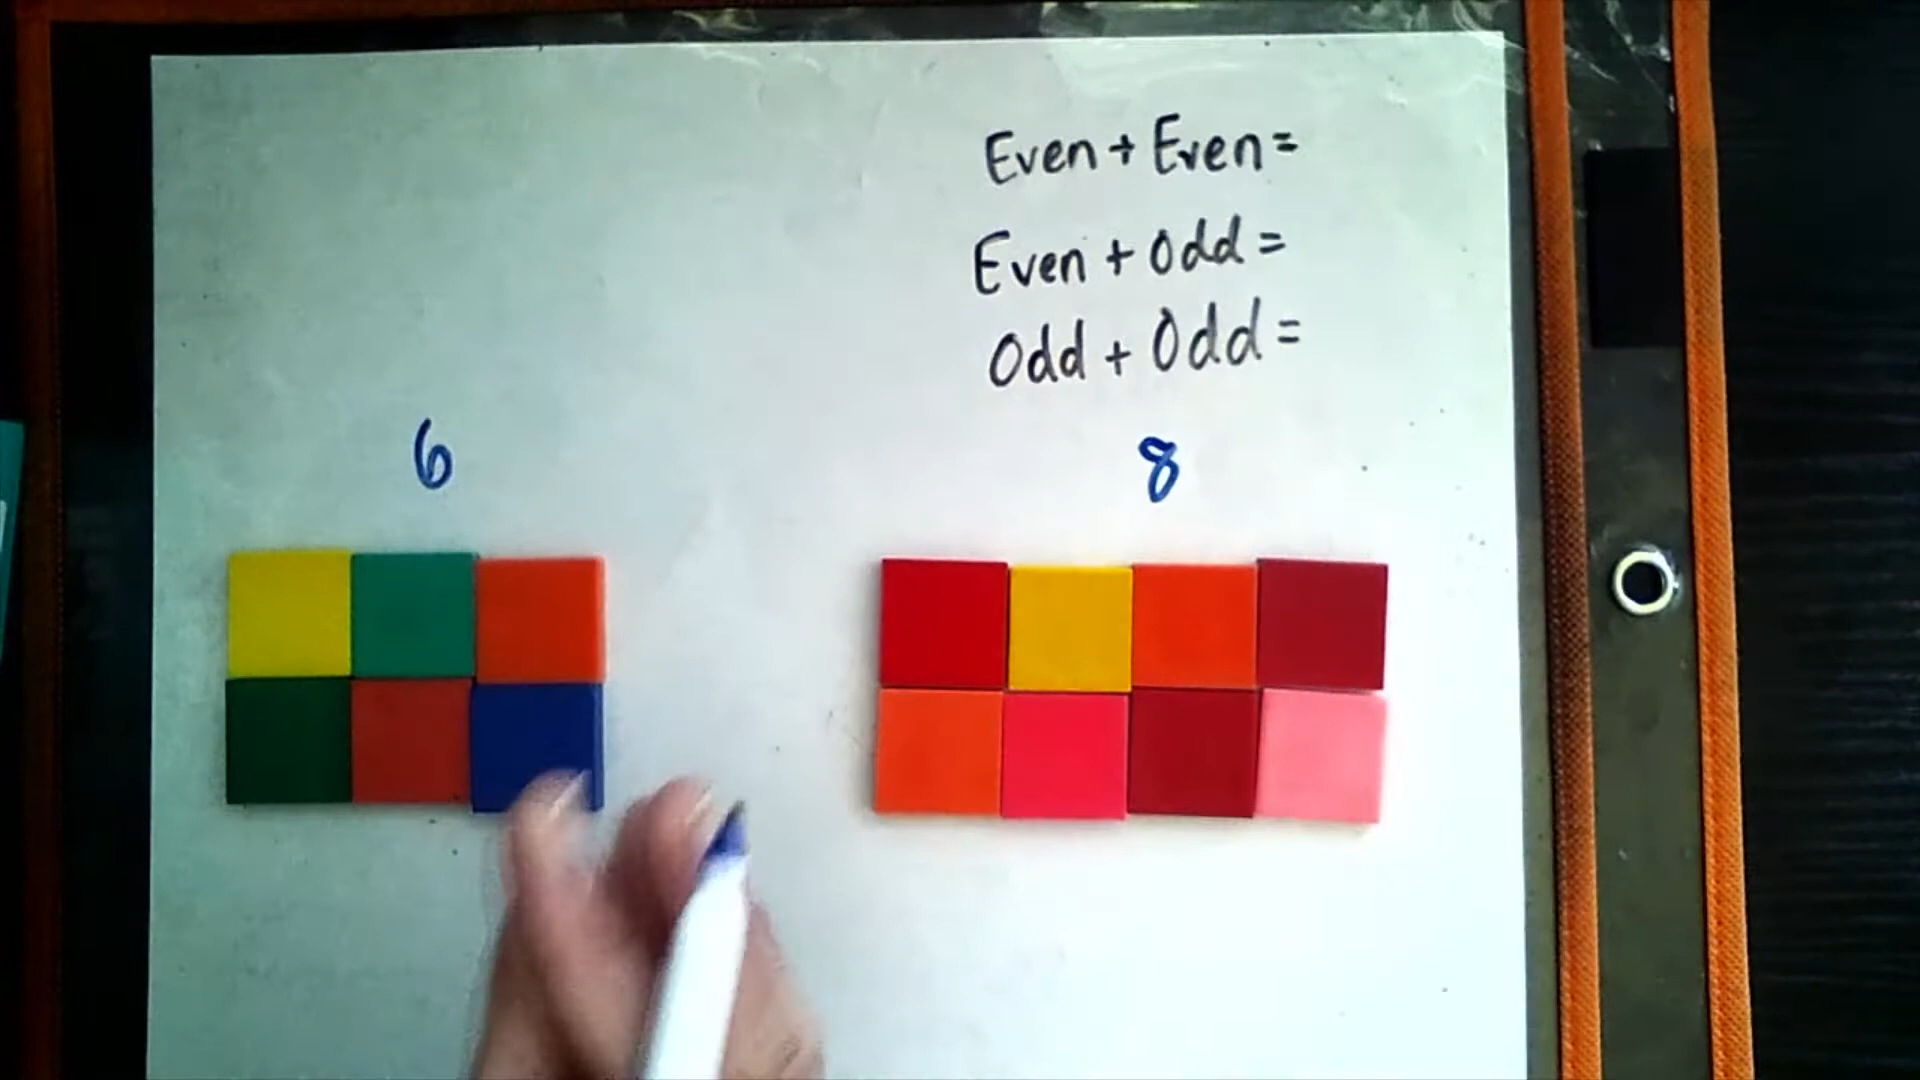 Even + Even =
Even + Odd =
Odd + Odd =
6 8